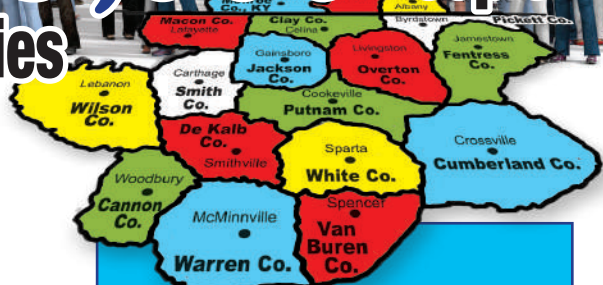 Co., KY
Albany
Macon Co.
Lafayette
Clay Co.
Celina
Byrdstown
Pickett Co.
ies
Gainsboro
Jackson
Co.
Livingston
Overton
Co.
Jamestown
Fentress
Co.
Lebanon
Wilson
Co.
Carthage
Smith
Co.
Cookeville
Putnam Co.
De Kalb
Co.
Smithville
Sparta
White Co.
Crossville
Cumberland Co.
Woodbury
Cannon
Co.
McMinnville
Warren Co.
Spencer
Van
Buren
Co.